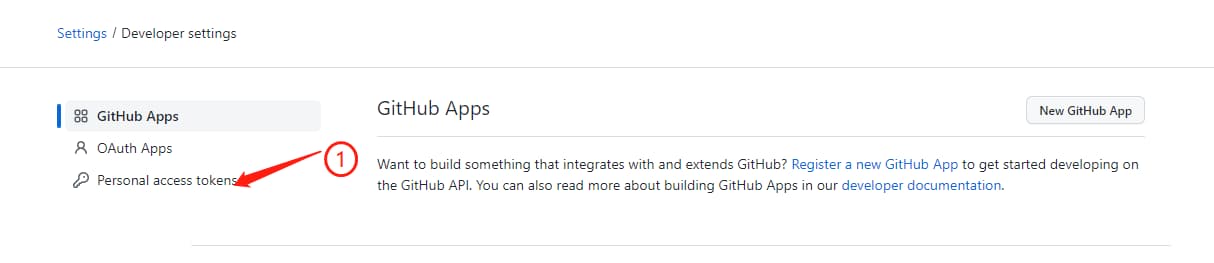 Settings / Developer settings
GitHub Apps
OAuth Apps
Personal access tokens
1
GitHub Apps
New GitHub App
Want to build something that integrates with and extends GitHub? Register a new GitHub App to get started developing on
the GitHub API. You can also read more about building GitHub Apps in our developer documentation.